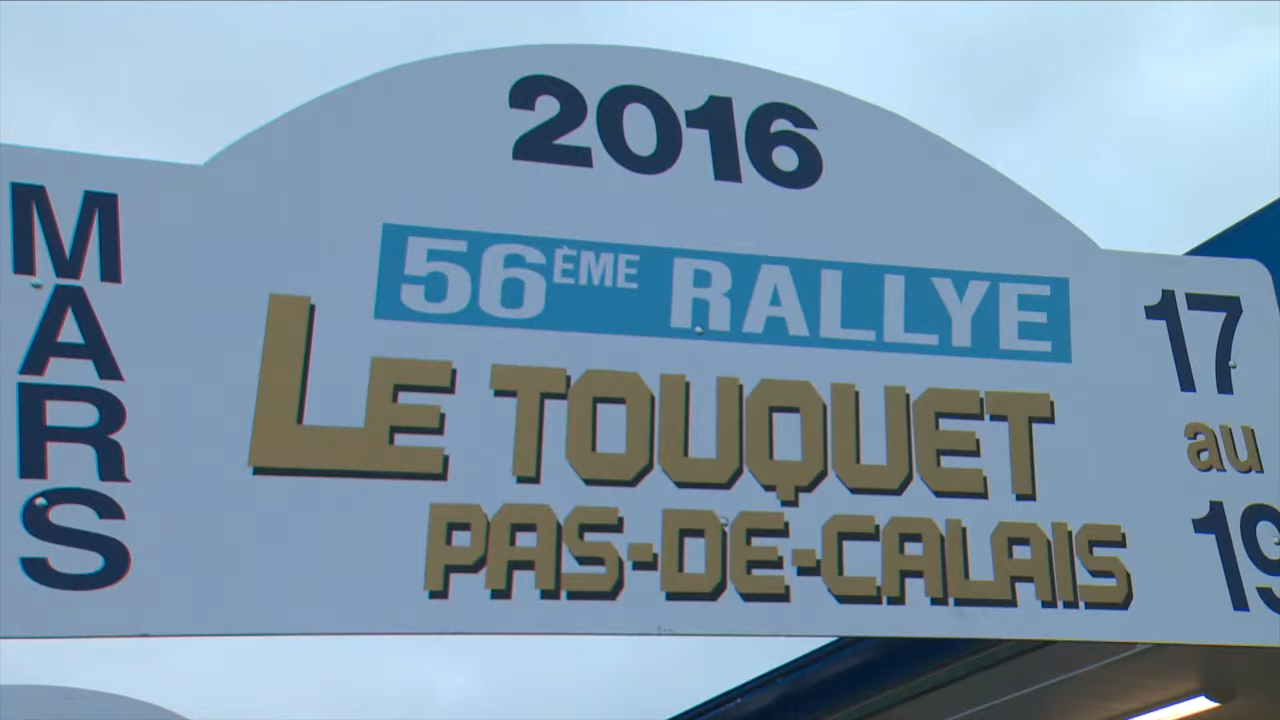 2016
MARS
56ÈME RALLYE
LE TOUQUET
PAS-DE-CALAIS
17
au
19